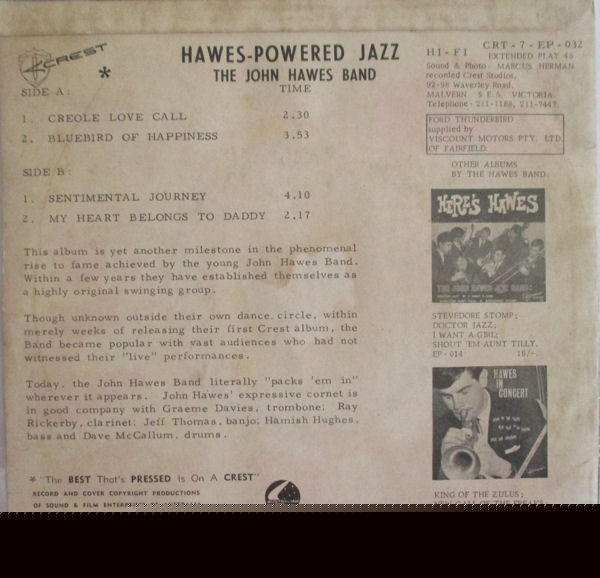 CREST
*
HAWES-POWERED JAZZ
THE JOHN HAWES BAND
SIDE A:
TIME
1. CREOLE LOVE CALL 2.30
2. BLUEBIRD OF HAPPINESS 3.53
SIDE B:
1. SENTIMENTAL JOURNEY 4.10
2. MY HEART BELONGS TO DADDY 2.17
This album is yet another milestone in the phenomenal
rise to fame achieved by the young John Hawes Band.
Within a few years they have established themselves as
a highly original swinging group.
Though unknown outside their own dance circle, within
merely weeks of releasing their first Crest album, the
Band became popular with vast audiences who had not
witnessed their "live" performances.
Today, the John Hawes Band literally "packs 'em in"
wherever it appears. John Hawes' expressive cornet is
in good company with Graeme Davies, trombone; Ray
Rickerby, clarinet; Jeff Thomas, banjo; Hamish Hughes,
bass and Dave McCallum, drums.
* "The BEST That's PRESSED Is On A CREST"
RECORD AND COVER COPYRIGHT PRODUCTIONS
OF SOUND & FILM
HI-FI CRT-7-EP-032
EXTENDED PLAY 45
Sound & Photo MARCUS HERMAN
recorded Crest Studios,
92-98 Waverley Road,
MALVERN S.E.5, VICTORIA.
Telephone - 211-1188, 211-7447.
FORD THUNDERBIRD
supplied by
VISCOUNT MOTORS PTY. LTD.
OF FAIRFIELD.
OTHER ALBUMS
BY THE HAWES BAND.
HERE'S HAWES
THE JOHN HAWES JAZZ BAND
STEVEDORE STOMP;
DOCTOR JAZZ;
I WANT A GIRL;
SHOUT 'EM AUNT TILLY.
EP-014 16/-.
HAWES
IN
CONCERT
KING OF THE ZULUS;